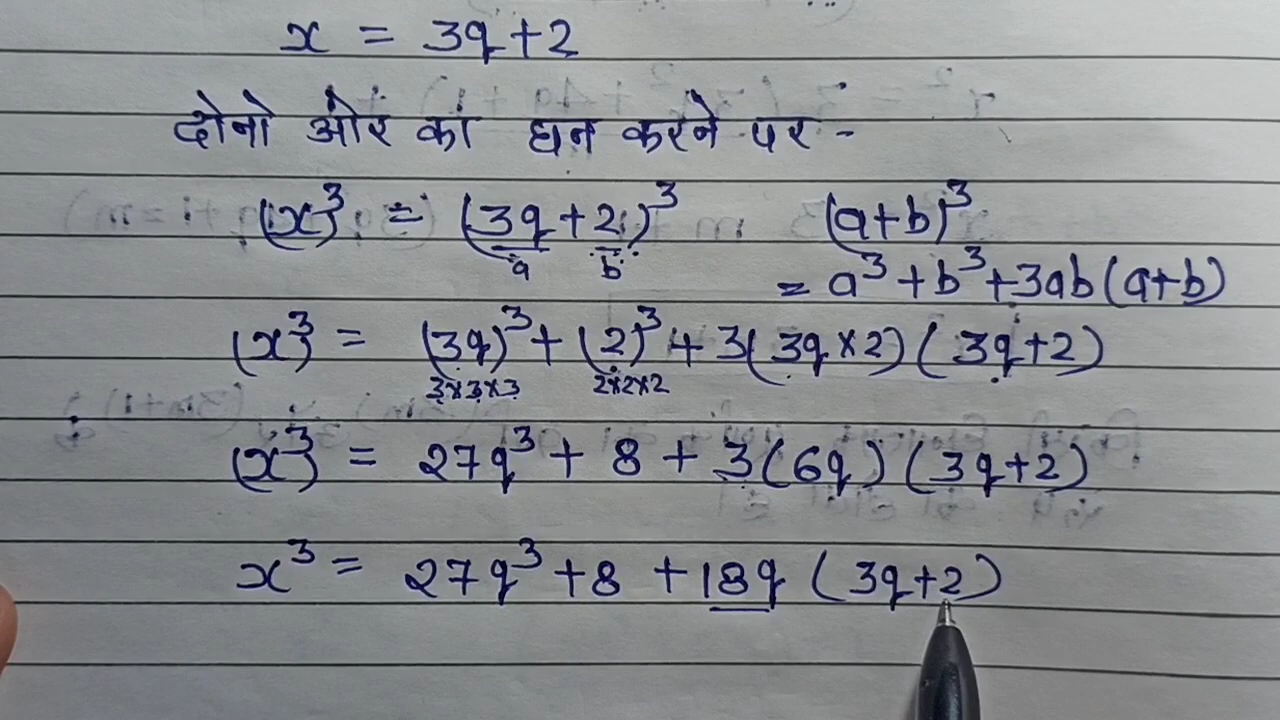 x = 3q+2
दोनो ओर का घन करने पर -
(x)³ = (3q+2)³ (a+b)³
a b
= a³+b³+3ab(a+b)
(x)³ = (3q)³+(2)³+3(3q×2)(3q+2)
3×3×3 2×2×2
(x)³ = 27q³+8+3(6q)(3q+2)
x³ = 27q³+8+18q(3q+2)